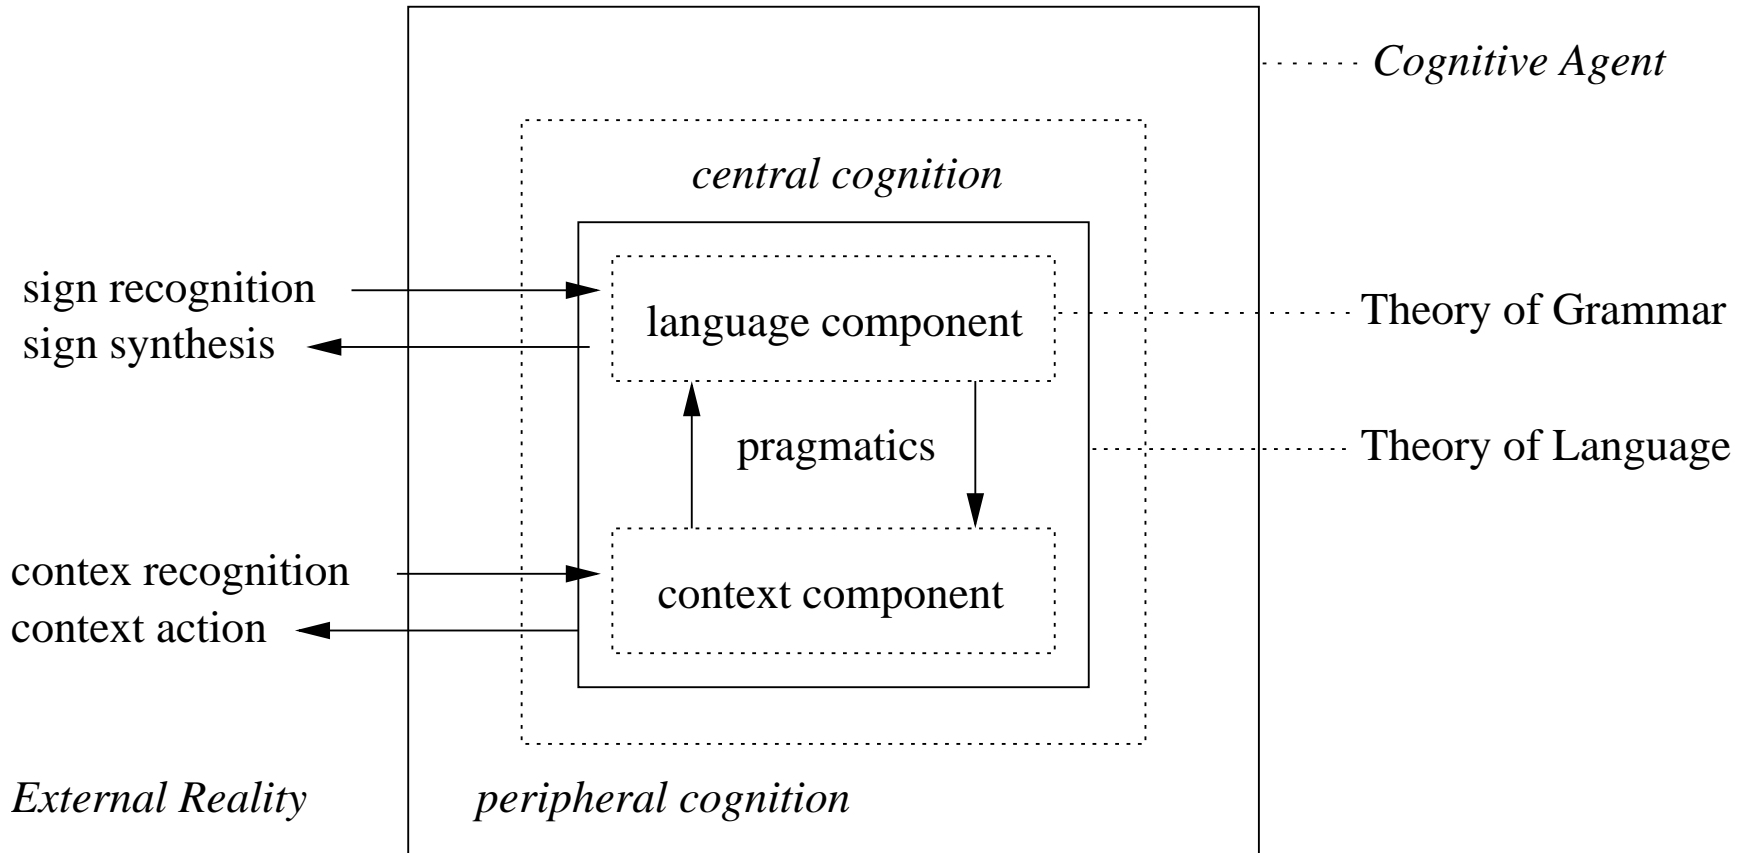 Cognitive Agent
central cognition
sign recognition
sign synthesis
language component
Theory of Grammar
pragmatics
Theory of Language
contex recognition
context action
context component
External Reality
peripheral cognition